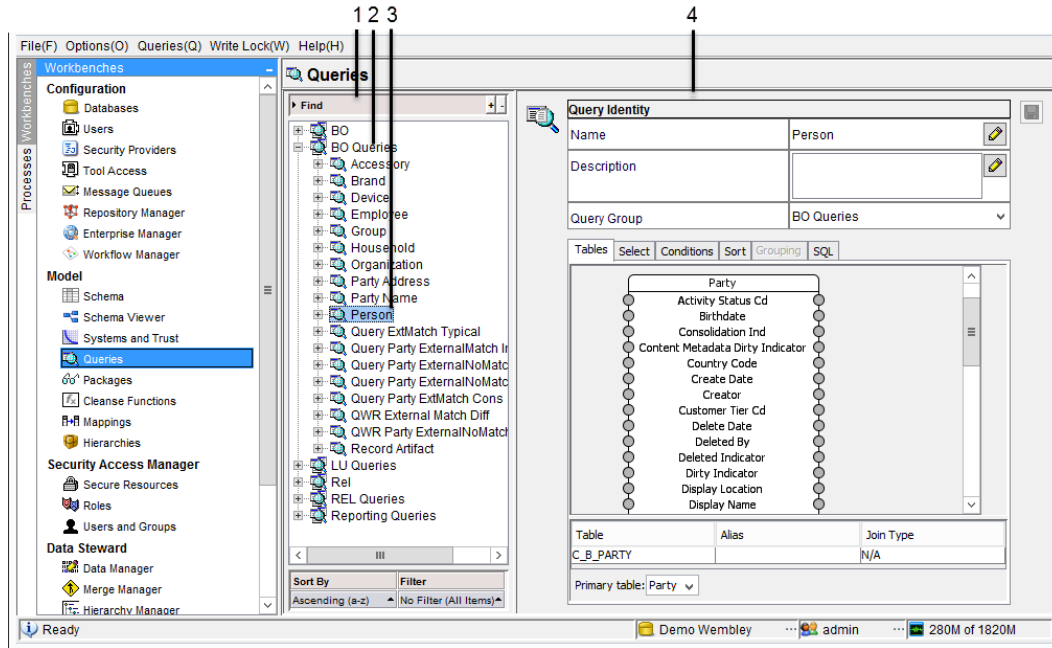 1 2 3 4
File(F) Options(O) Queries(Q) Write Lock(W) Help(H)
Workbenches
Processes
Workbenches
Configuration
Databases
Users
Security Providers
Tool Access
Message Queues
Repository Manager
Enterprise Manager
Workflow Manager
Model
Schema
Schema Viewer
Systems and Trust
Queries
Packages
Cleanse Functions
Mappings
Hierarchies
Security Access Manager
Secure Resources
Roles
Users and Groups
Data Steward
Data Manager
Merge Manager
Hierarchy Manager
Queries
Find
BO
BO Queries
Accessory
Brand
Device
Employee
Group
Household
Organization
Party Address
Party Name
Person
Query ExtMatch Typical
Query Party ExternalMatch Ir
Query Party ExternalNoMatc
Query Party ExternalNoMatc
Query Party ExtMatch Cons
QWR External Match Diff
QWR Party ExternalNoMatch
Record Artifact
LU Queries
Rel
REL Queries
Reporting Queries
Sort By Filter
Ascending (a-z) No Filter (All Items)
Query Identity
Name Person
Description
Query Group BO Queries
Tables Select Conditions Sort Grouping SQL
Party
Activity Status Cd
Birthdate
Consolidation Ind
Content Metadata Dirty Indicator
Country Code
Create Date
Creator
Customer Tier Cd
Delete Date
Deleted By
Deleted Indicator
Dirty Indicator
Display Location
Display Name
Table Alias Join Type
C_B_PARTY N/A
Primary table: Party
Ready Demo Wembley ... admin ... 280M of 1820M